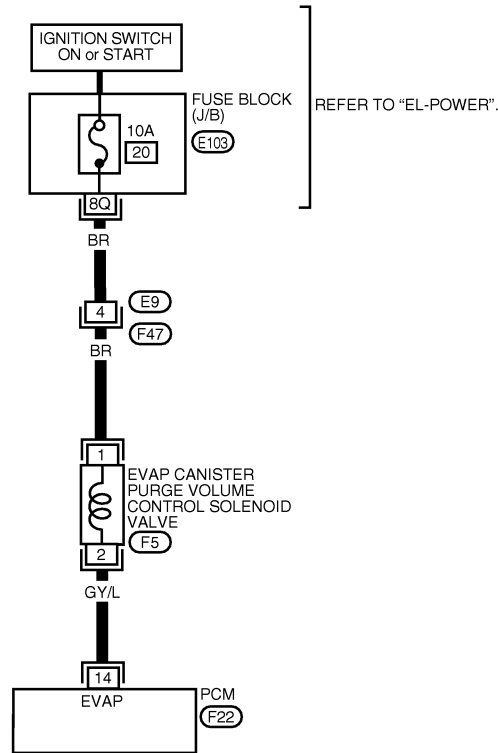 IGNITION SWITCH
ON or START
FUSE BLOCK
(J/B)
REFER TO “EL-POWER”.
10A
20
E103
8Q
BR
4
E9
F47
BR
1
EVAP CANISTER
PURGE VOLUME
CONTROL SOLENOID
VALVE
F5
2
GY/L
14
EVAP
PCM
F22